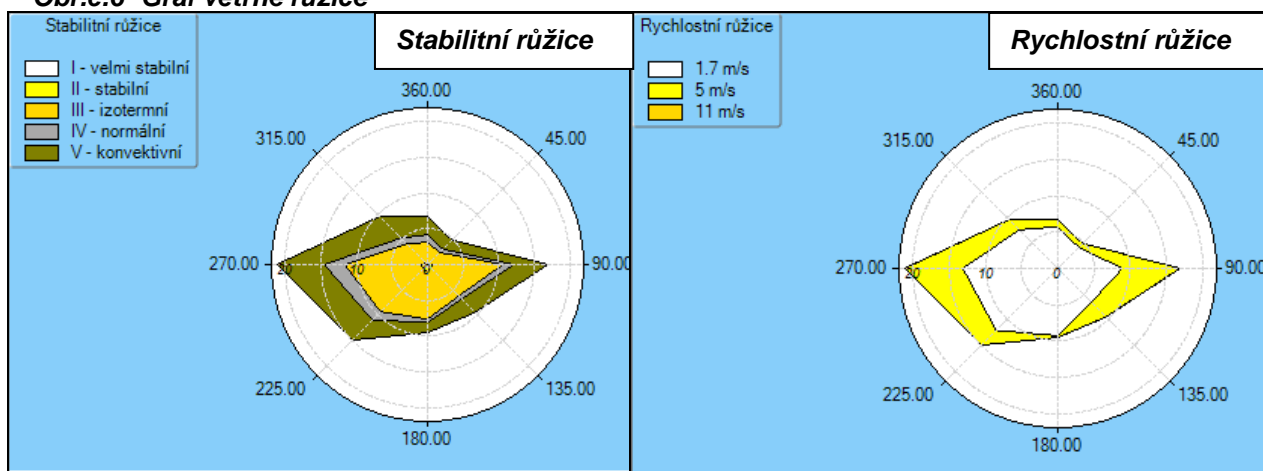 Obr.č.6 Graf větrné růžice
Stabilitní růžice
I - velmi stabilní
II - stabilní
III - izotermní
IV - normální
V - konvektivní
Stabilitní růžice
360.00
315.00
45.00
270.00
20
10
0
90.00
225.00
135.00
180.00
Rychlostní růžice
1.7 m/s
5 m/s
11 m/s
Rychlostní růžice
360.00
315.00
45.00
270.00
20
10
0
90.00
225.00
135.00
180.00